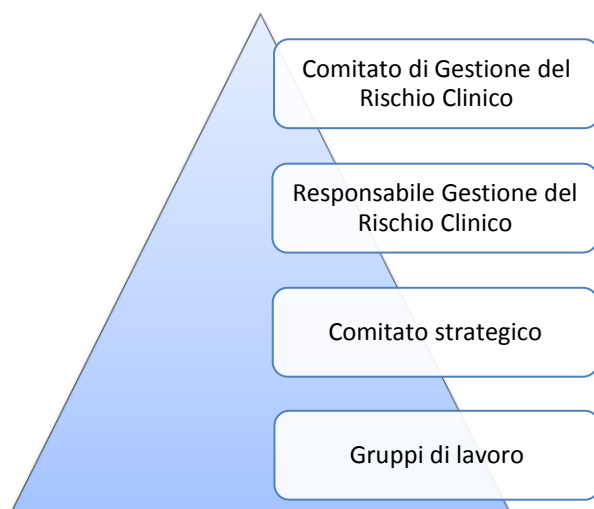 Comitato di Gestione del
Rischio Clinico
Responsabile Gestione del
Rischio Clinico
Comitato strategico
Gruppi di lavoro